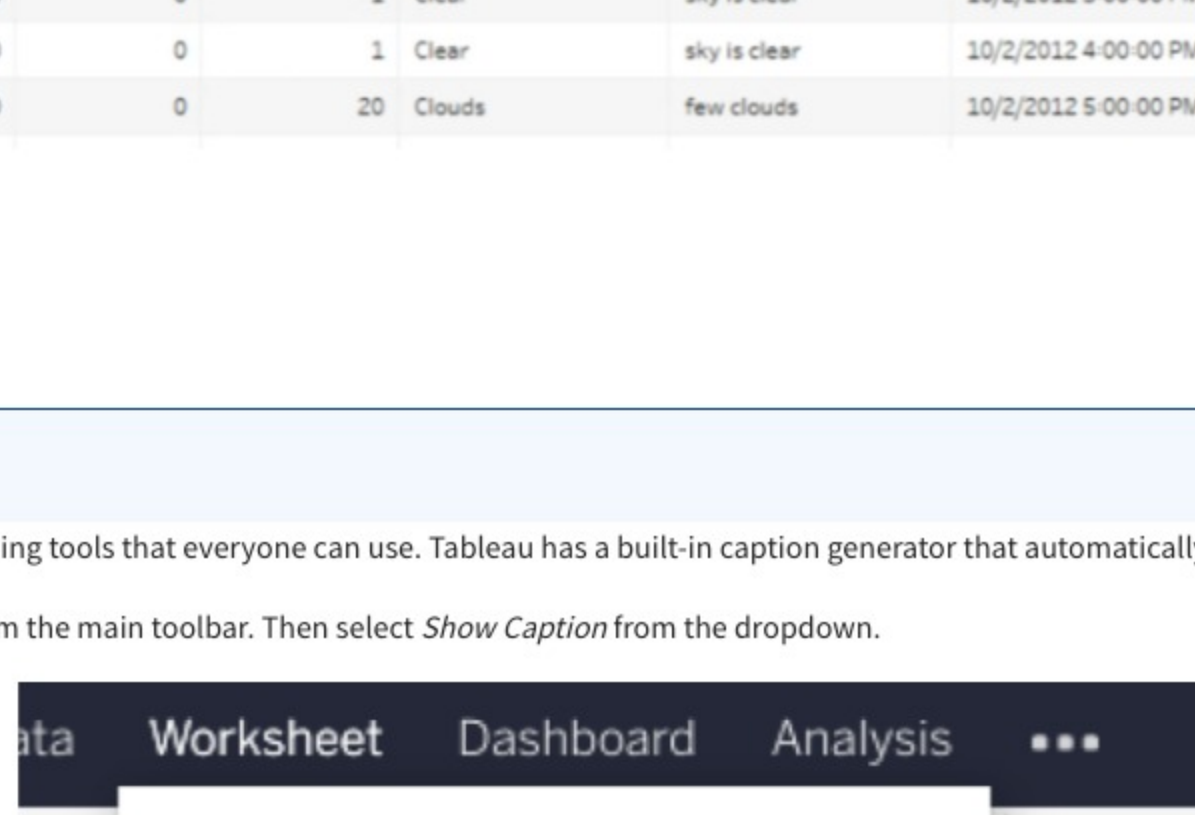 0 1 Clear sky is clear 10/2/2012 4:00:00 PM
0 20 Clouds few clouds 10/2/2012 5:00:00 PM
ing tools that everyone can use. Tableau has a built-in caption generator that automatically
m the main toolbar. Then select Show Caption from the dropdown.
ata Worksheet Dashboard Analysis •••